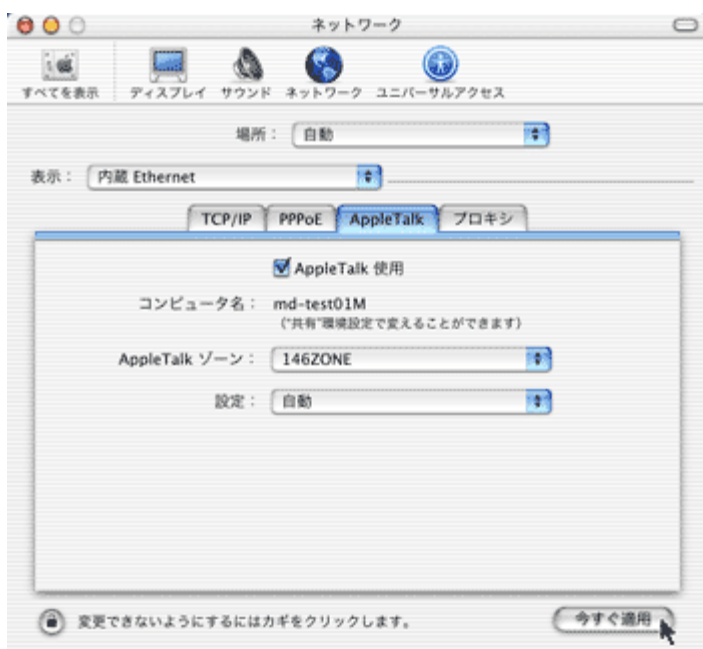 ネットワーク
すべてを表示 ディスプレイ サウンド ネットワーク ユニバーサルアクセス
場所： 自動
表示： 内蔵 Ethernet
TCP/IP PPPoE AppleTalk プロキシ
AppleTalk 使用
コンピュータ名： md-test01M
("共有"環境設定で変えることができます)
AppleTalk ゾーン： 146ZONE
設定： 自動
変更できないようにするにはカギをクリックします。 今すぐ適用